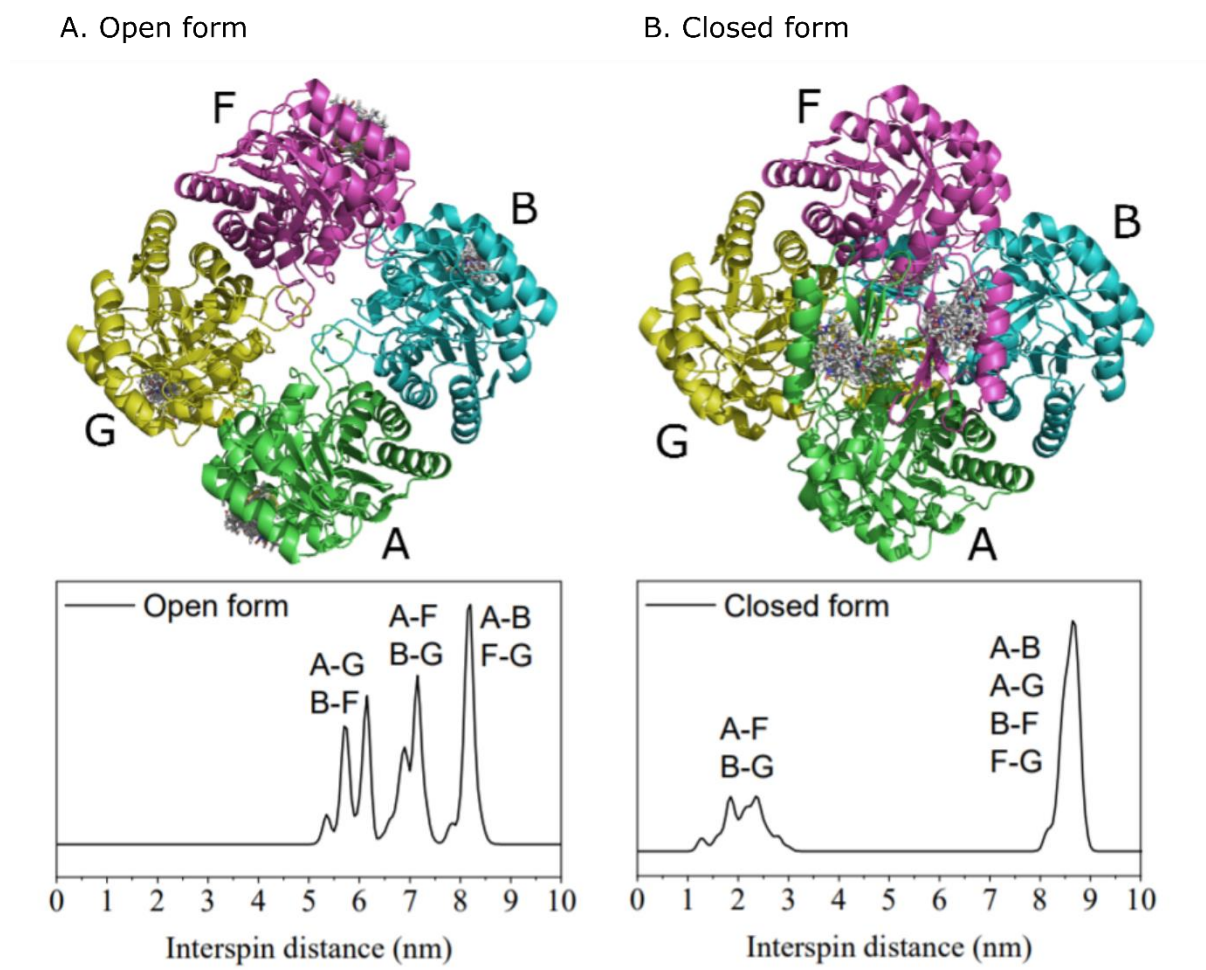 A. Open form
B. Closed form
F
B
G
A
F
B
G
A
Open form
A-G
B-F
A-F
B-G
A-B
F-G
0 1 2 3 4 5 6 7 8 9 10
Interspin distance (nm)
Closed form
A-F
B-G
A-B
A-G
B-F
F-G
0 1 2 3 4 5 6 7 8 9 10
Interspin distance (nm)